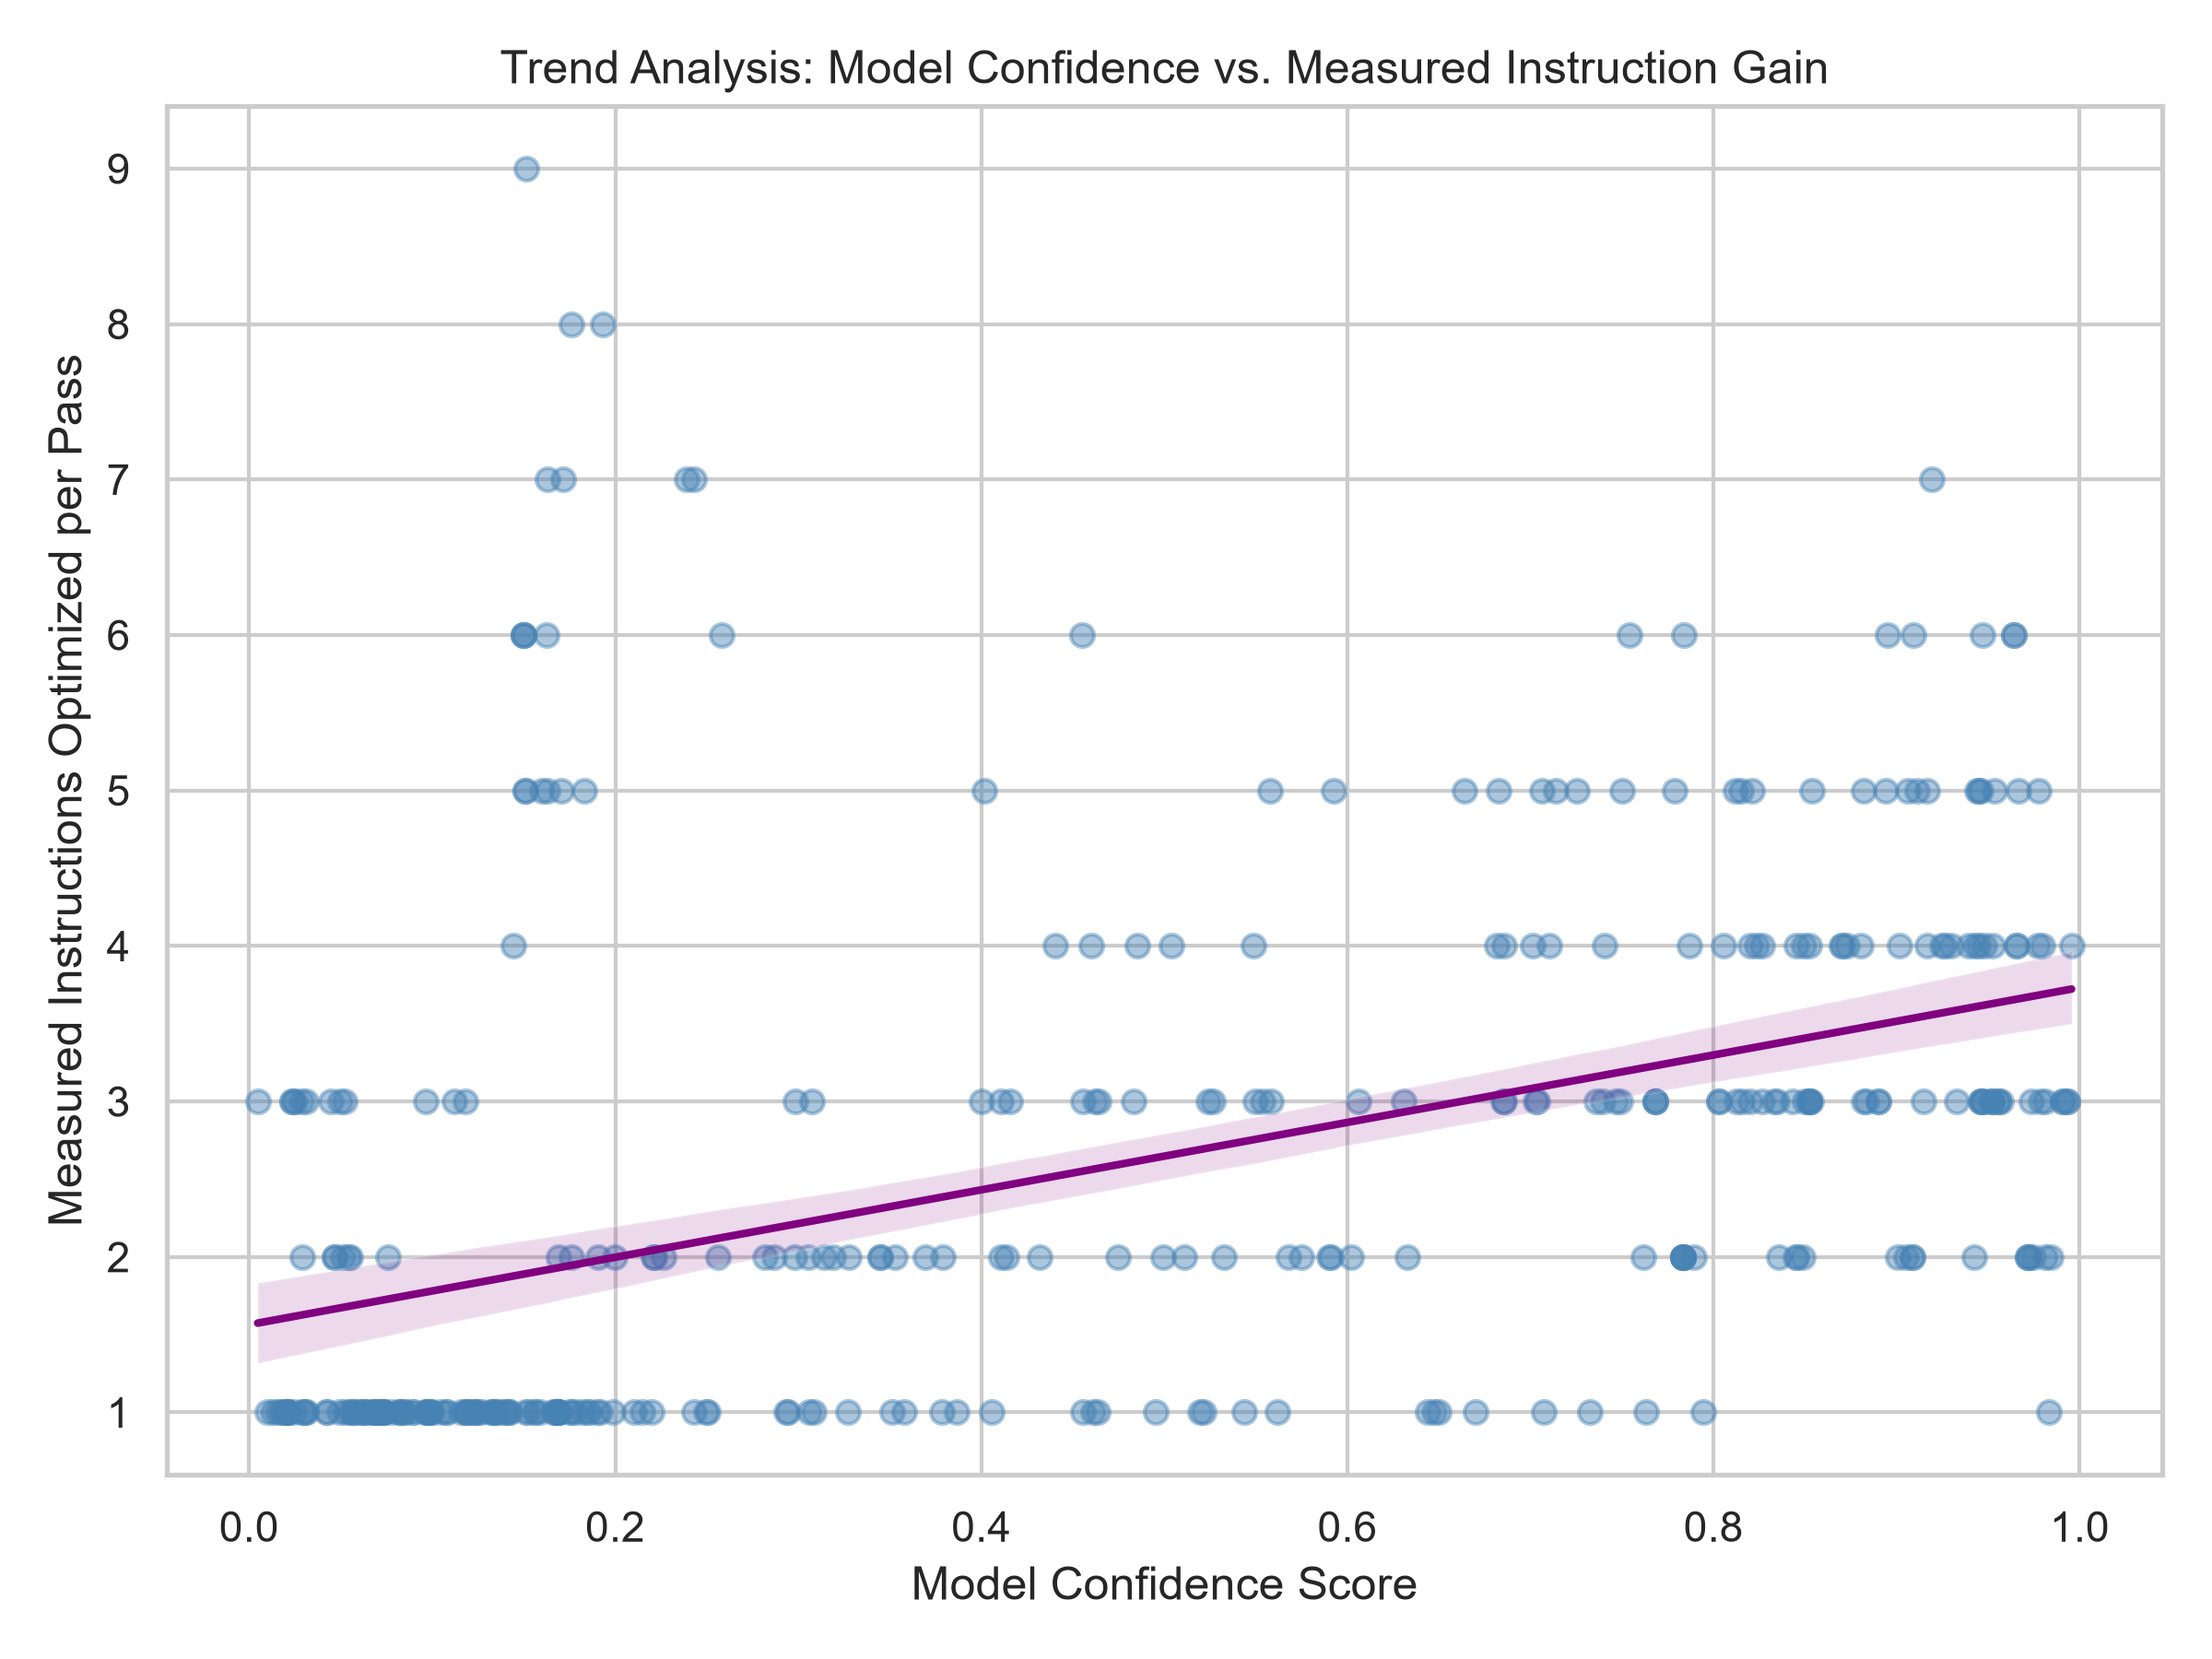 Trend Analysis: Model Confidence vs. Measured Instruction Gain
Measured Instructions Optimized per Pass
9
8
7
6
5
4
3
2
1
0.0 0.2 0.4 0.6 0.8 1.0
Model Confidence Score